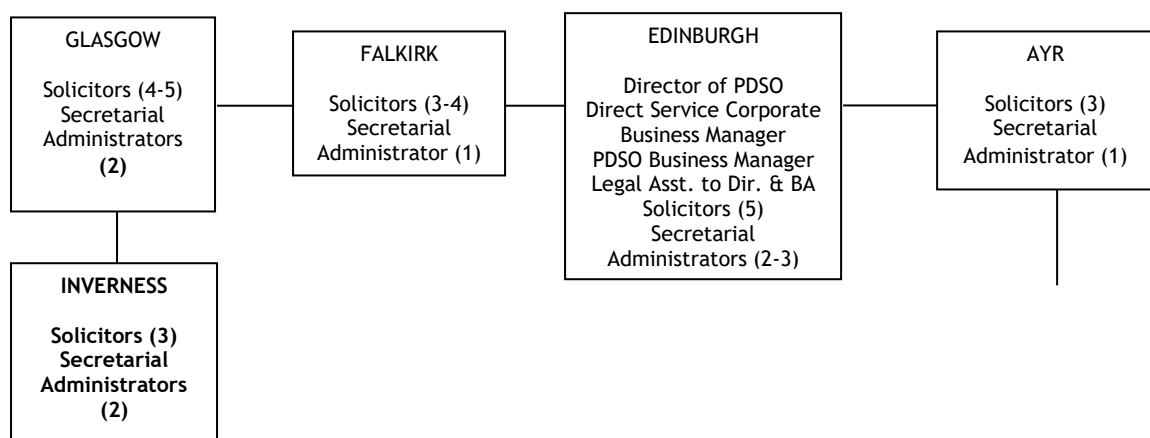 GLASGOW
Solicitors (4-5)
Secretarial
Administrators
(2)
FALKIRK
Solicitors (3-4)
Secretarial
Administrator (1)
EDINBURGH
Director of PDSO
Direct Service Corporate
Business Manager
PDSO Business Manager
Legal Asst. to Dir. & BA
Solicitors (5)
Secretarial
Administrators (2-3)
AYR
Solicitors (3)
Secretarial
Administrator (1)
INVERNESS
Solicitors (3)
Secretarial
Administrators
(2)